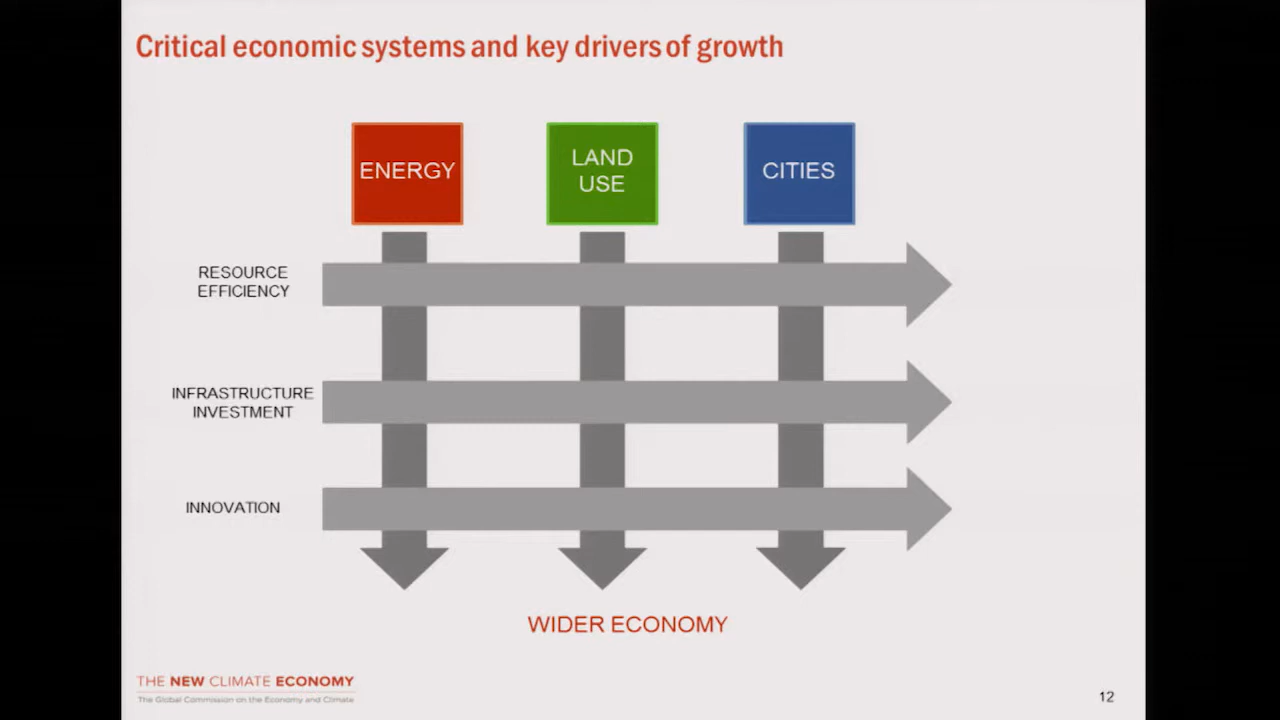 Critical economic systems and key drivers of growth
ENERGY
LAND
USE
CITIES
RESOURCE
EFFICIENCY
INFRASTRUCTURE
INVESTMENT
INNOVATION
WIDER ECONOMY
THE NEW CLIMATE ECONOMY
The Global Commission on the Economy and Climate
12